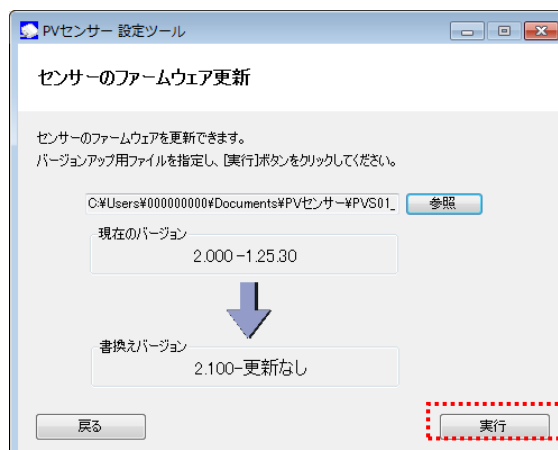 PVセンサー 設定ツール
センサーのファームウェア更新
センサーのファームウェアを更新できます。
バージョンアップ用ファイルを指定し、[実行]ボタンをクリックしてください。
C:¥Users¥000000000¥Documents¥PVセンサー¥PVS01_ 参照
現在のバージョン
2.000-1.25.30
書換えバージョン
2.100-更新なし
戻る 実行